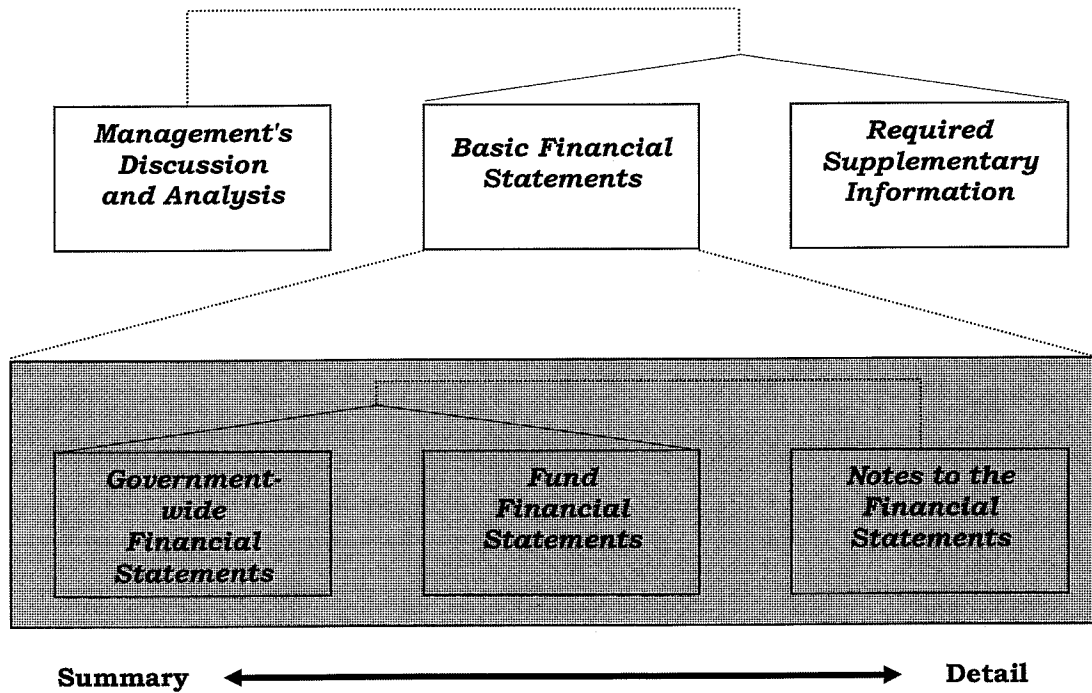 Management's
Discussion
and Analysis
Basic Financial
Statements
Required
Supplementary
Information
Government-
wide
Financial
Statements
Fund
Financial
Statements
Notes to the
Financial
Statements
Summary
Detail